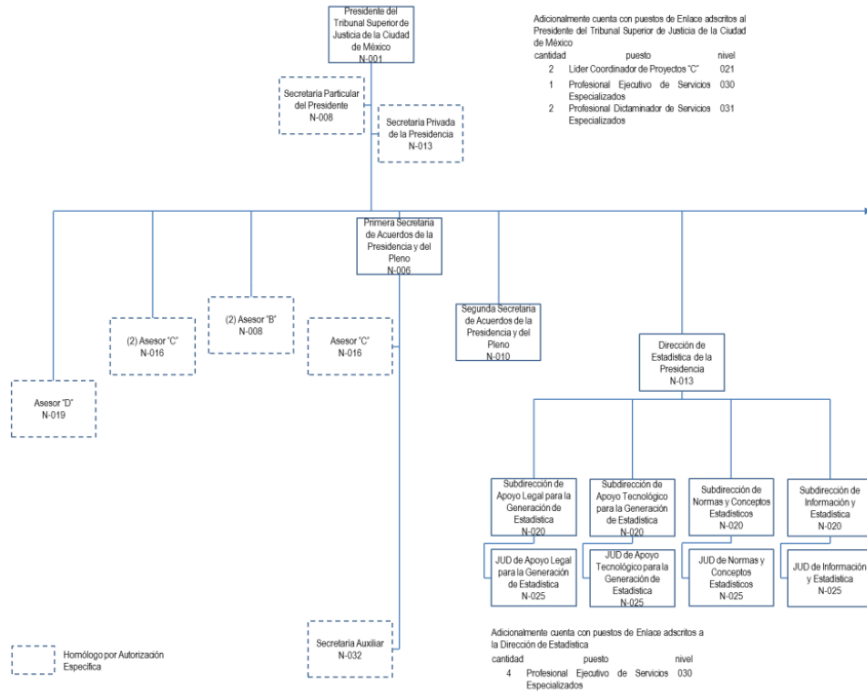 Presidente del
Tribunal Superior de
Justicia de la Ciudad
de México
N-001
Adicionalmente cuenta con puestos de Enlace adscritos al
Presidente del Tribunal Superior de Justicia de la Ciudad
de México
cantidad puesto nivel
2 Líder Coordinador de Proyectos "C" 021
1 Profesional Ejecutivo de Servicios 030
Especializados
2 Profesional Dictaminador de Servicios 031
Especializados
Secretaría Particular
del Presidente
N-008
Secretaría Privada
de la Presidencia
N-013
Primera Secretaria
de Acuerdos de la
Presidencia y del
Pleno
N-006
Asesor "D"
N-019
(2) Asesor "C"
N-016
(2) Asesor "B"
N-008
Asesor "C"
N-016
Segunda Secretaria
de Acuerdos de la
Presidencia y del
Pleno
N-010
Dirección de
Estadística de la
Presidencia
N-013
Subdirección de
Apoyo Legal para la
Generación de
Estadística
N-020
Subdirección de
Apoyo Tecnológico
para la Generación
de Estadística
N-020
Subdirección de
Normas y Conceptos
Estadísticos
N-020
Subdirección de
Información y
Estadística
N-020
JUD de Apoyo Legal
para la Generación
de Estadística
N-025
JUD de Apoyo
Tecnológico para la
Generación de
Estadística
N-025
JUD de Normas y
Conceptos
Estadísticos
N-025
JUD de Información
y Estadística
N-025
Secretaria Auxiliar
N-032
Homólogo por Autorización
Específica
Adicionalmente cuenta con puestos de Enlace adscritos a
la Dirección de Estadística
cantidad puesto nivel
4 Profesional Ejecutivo de Servicios 030
Especializados